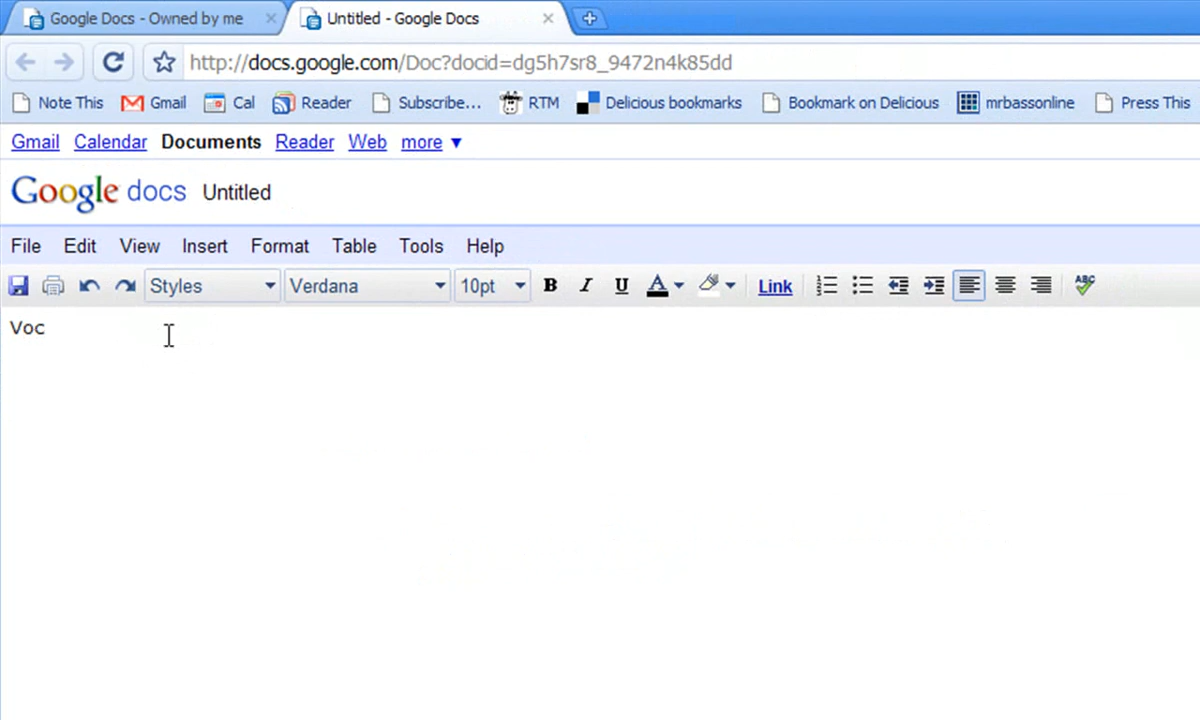 Google Docs - Owned by me Untitled - Google Docs
http://docs.google.com/Doc?docid=dg5h7sr8_9472n4k85dd
Note This Gmail Cal Reader Subscribe... RTM Delicious bookmarks Bookmark on Delicious mrbassonline Press This
Gmail Calendar Documents Reader Web more ▼
Google docs Untitled
File Edit View Insert Format Table Tools Help
Styles Verdana 10pt B I U A Link ABC
Voc